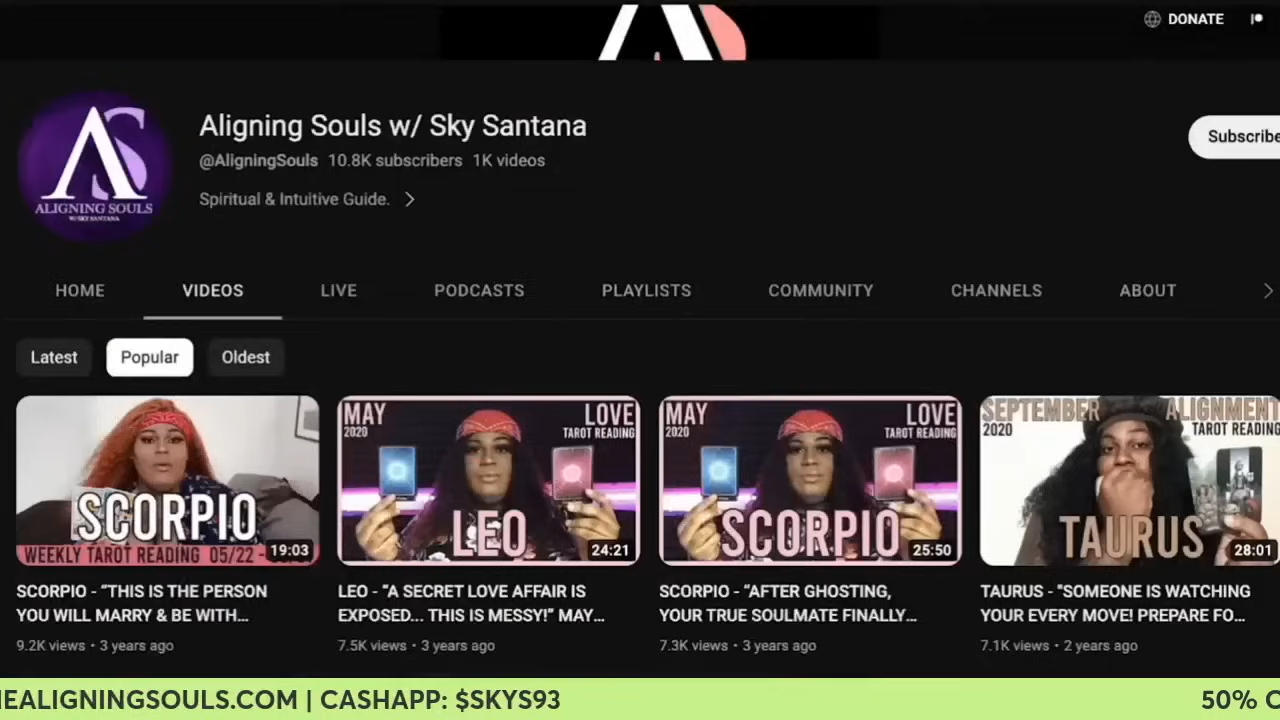 DONATE
AS
ALIGNING SOULS
W/ SKY SANTANA
Aligning Souls w/ Sky Santana
@AligningSouls 10.8K subscribers 1K videos
Spiritual & Intuitive Guide.
Subscribe
HOME VIDEOS LIVE PODCASTS PLAYLISTS COMMUNITY CHANNELS ABOUT
Latest Popular Oldest
SCORPIO
WEEKLY TAROT READING 05/22 -
19:03
SCORPIO - “THIS IS THE PERSON
YOU WILL MARRY & BE WITH...
9.2K views • 3 years ago
MAY
2020
LOVE
TAROT READING
LEO
24:21
LEO - “A SECRET LOVE AFFAIR IS
EXPOSED... THIS IS MESSY!” MAY...
7.5K views • 3 years ago
MAY
2020
LOVE
TAROT READING
SCORPIO
25:50
SCORPIO - “AFTER GHOSTING,
YOUR TRUE SOULMATE FINALLY...
7.3K views • 3 years ago
SEPTEMBER
2020
ALIGNMENT
TAROT READING
TAURUS
28:01
TAURUS - "SOMEONE IS WATCHING
YOUR EVERY MOVE! PREPARE FO...
7.1K views • 2 years ago
HEALIGNINGSOULS.COM | CASHAPP: $SKYS93 50%